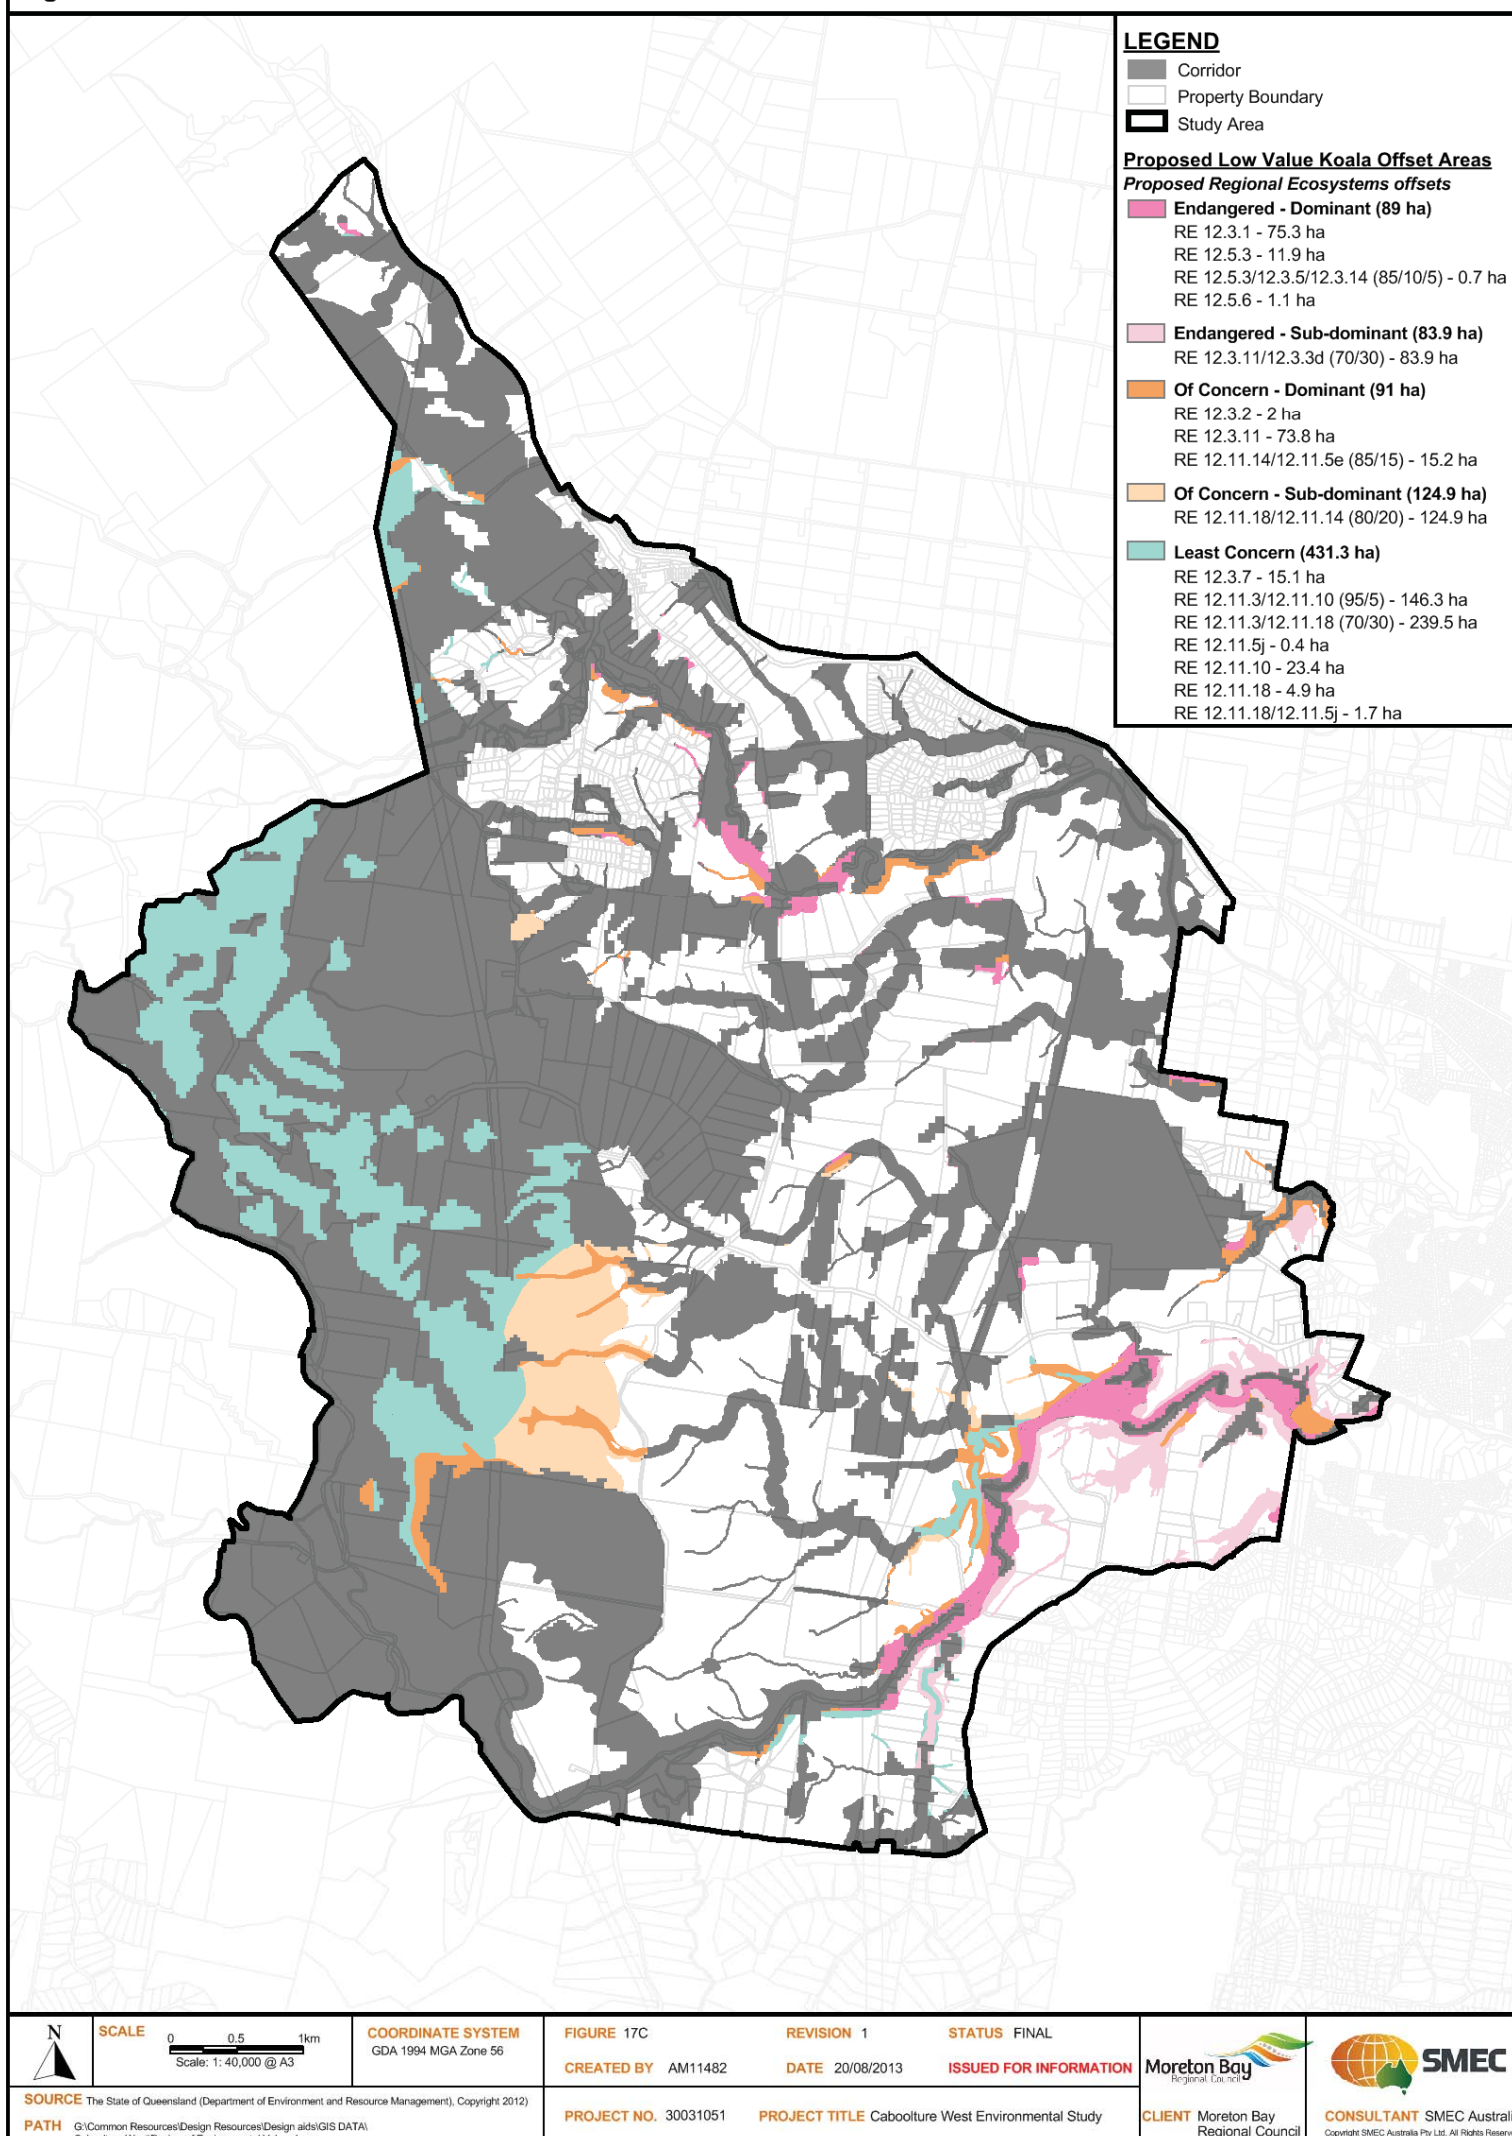 LEGEND
Corridor
Property Boundary
Study Area
Proposed Low Value Koala Offset Areas
Proposed Regional Ecosystems offsets
Endangered - Dominant (89 ha)
RE 12.3.1 - 75.3 ha
RE 12.5.3 - 11.9 ha
RE 12.5.3/12.3.5/12.3.14 (85/10/5) - 0.7 ha
RE 12.5.6 - 1.1 ha
Endangered - Sub-dominant (83.9 ha)
RE 12.3.11/12.3.3d (70/30) - 83.9 ha
Of Concern - Dominant (91 ha)
RE 12.3.2 - 2 ha
RE 12.3.11 - 73.8 ha
RE 12.11.14/12.11.5e (85/15) - 15.2 ha
Of Concern - Sub-dominant (124.9 ha)
RE 12.11.18/12.11.14 (80/20) - 124.9 ha
Least Concern (431.3 ha)
RE 12.3.7 - 15.1 ha
RE 12.11.3/12.11.10 (95/5) - 146.3 ha
RE 12.11.3/12.11.18 (70/30) - 239.5 ha
RE 12.11.5j - 0.4 ha
RE 12.11.10 - 23.4 ha
RE 12.11.18 - 4.9 ha
RE 12.11.18/12.11.5j - 1.7 ha
N
SCALE
0 0.5 1km
Scale: 1: 40,000 @ A3
COORDINATE SYSTEM
GDA 1994 MGA Zone 56
FIGURE 17C
REVISION 1
STATUS FINAL
CREATED BY AM11482
DATE 20/08/2013
ISSUED FOR INFORMATION
Moreton Bay
Regional Council
SMEC
SOURCE The State of Queensland (Department of Environment and Resource Management), Copyright 2012)
PATH G:\Common Resources\Design Resources\Design aids\GIS DATA\
PROJECT NO. 30031051
PROJECT TITLE Caboolture West Environmental Study
CLIENT Moreton Bay
Regional Council
CONSULTANT SMEC Austral
Copyright SMEC Australia Pty Ltd. All Rights Reserv